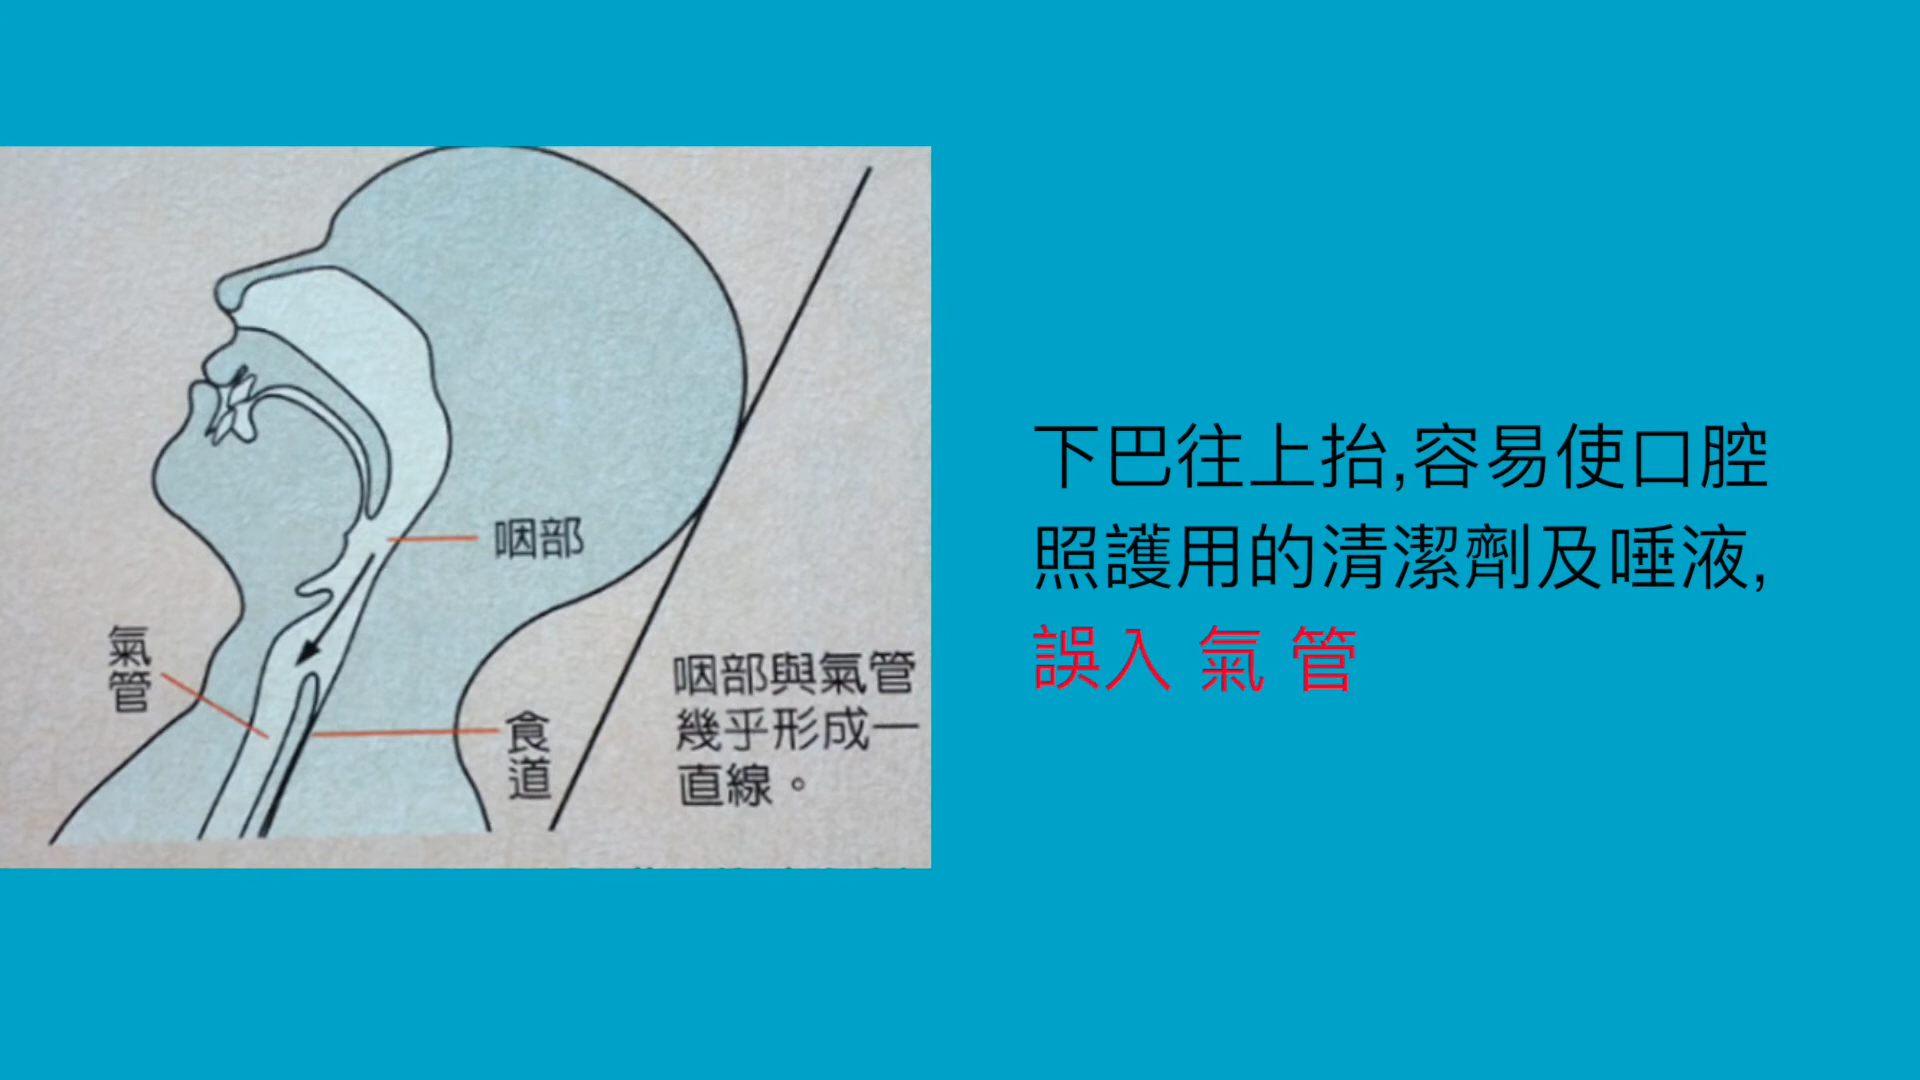 咽部
氣
管
食
道
咽部與氣管
幾乎形成一
直線。
下巴往上抬,容易使口腔
照護用的清潔劑及唾液,
誤入 氣 管